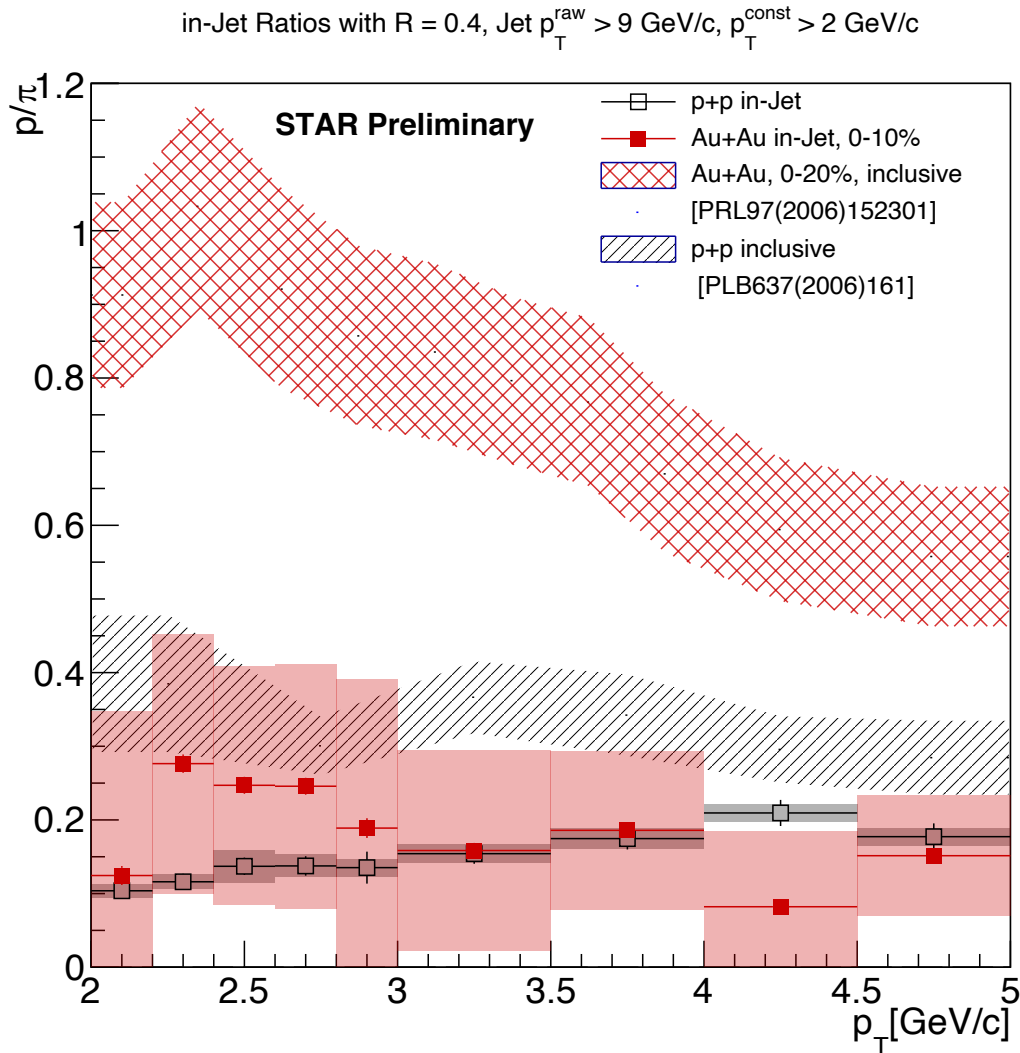 in-Jet Ratios with R = 0.4, Jet p_T^raw > 9 GeV/c, p_T^const > 2 GeV/c
p/π
STAR Preliminary
p+p in-Jet
Au+Au in-Jet, 0-10%
Au+Au, 0-20%, inclusive
[PRL97(2006)152301]
p+p inclusive
[PLB637(2006)161]
1.2
1
0.8
0.6
0.4
0.2
0
2 2.5 3 3.5 4 4.5 5
p_T[GeV/c]